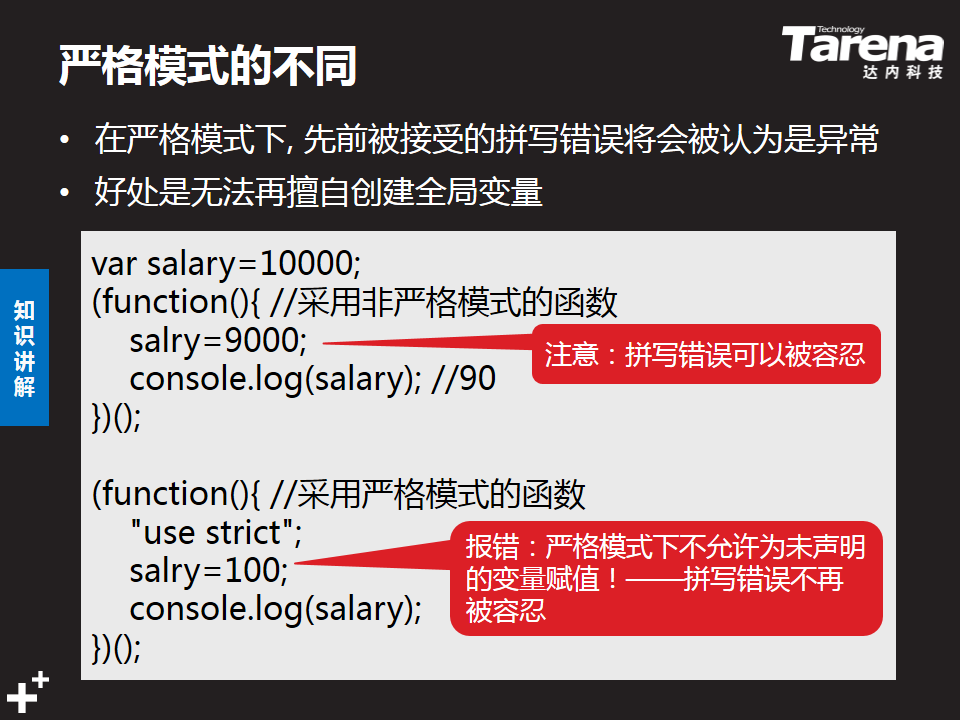 严格模式的不同
Technology
Tarena
达内科技
• 在严格模式下, 先前被接受的拼写错误将会被认为是异常
• 好处是无法再擅自创建全局变量
知识讲解
var salary=10000;
(function(){ //采用非严格模式的函数
salry=9000;
注意：拼写错误可以被容忍
console.log(salary); //90
})();
(function(){ //采用严格模式的函数
"use strict";
salry=100;
报错：严格模式下不允许为未声明
的变量赋值！——拼写错误不再
被容忍
console.log(salary);
})();